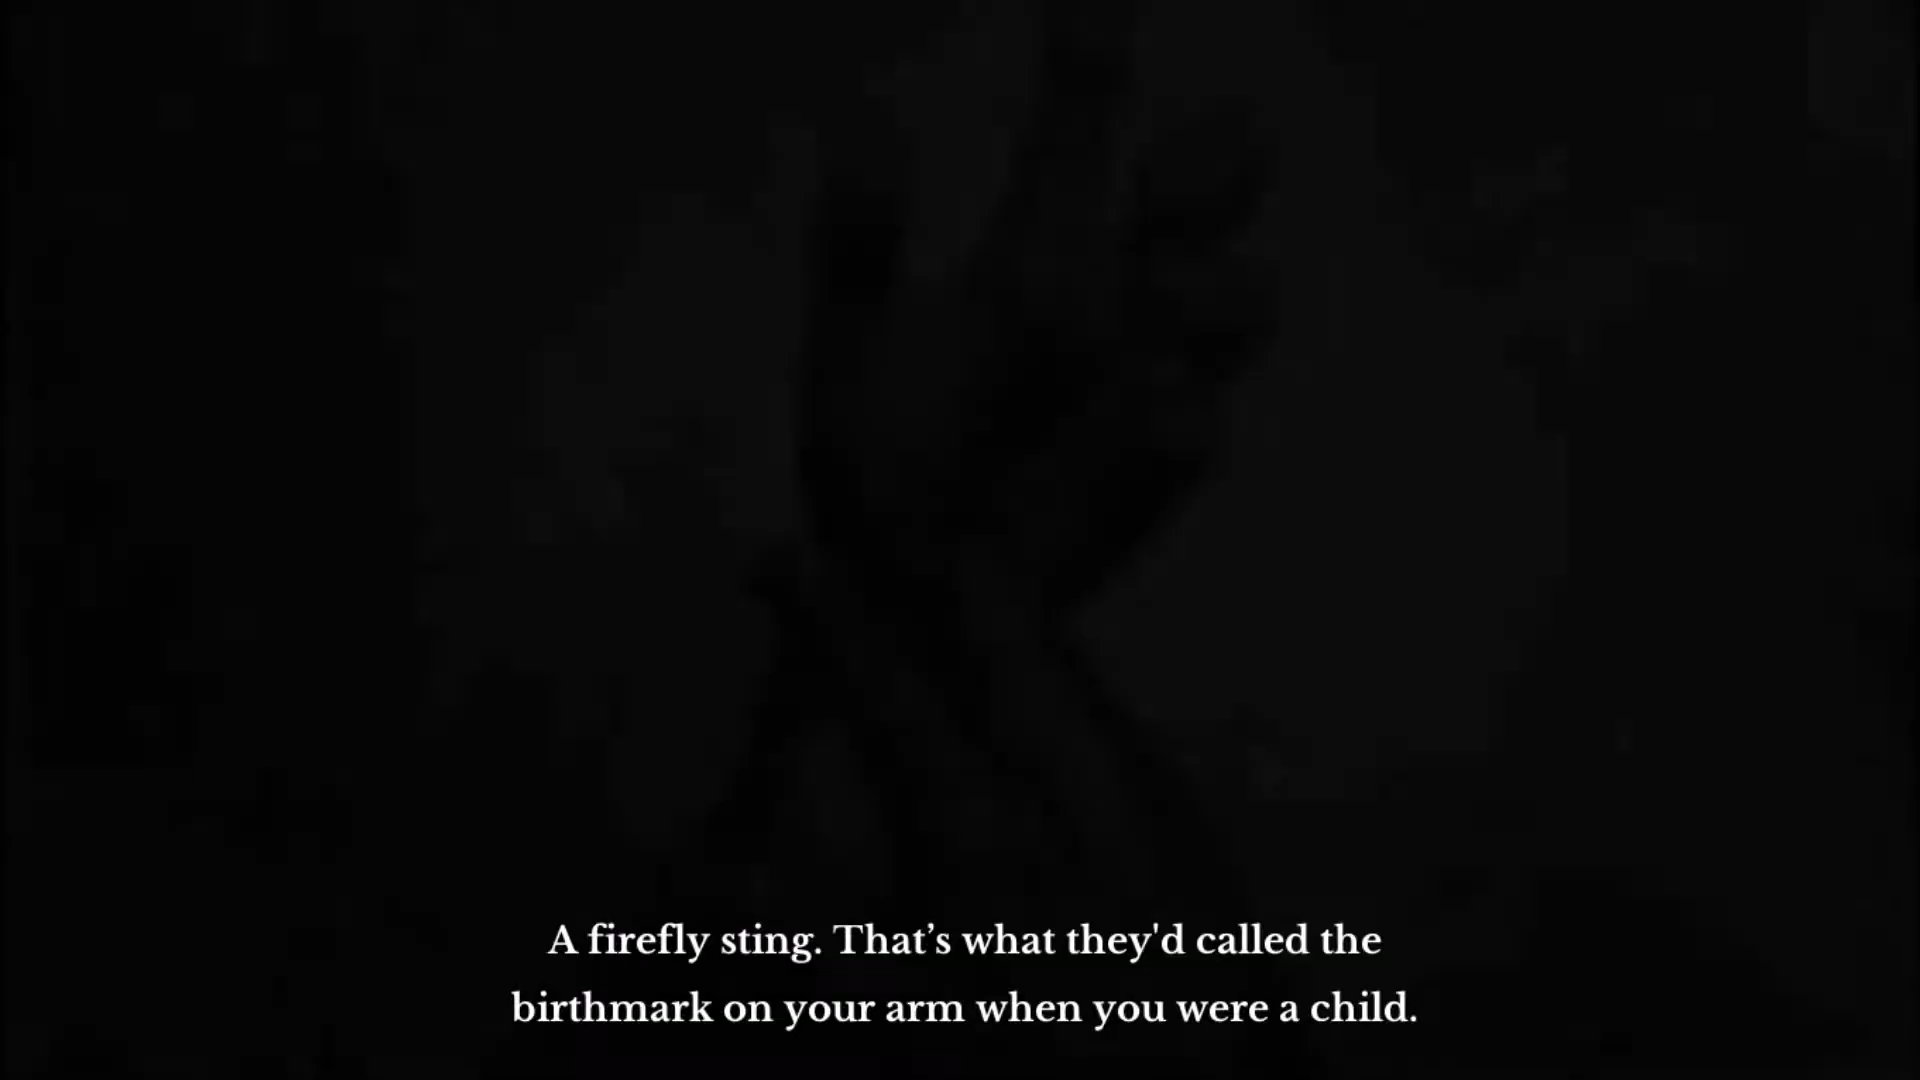 A firefly sting. That’s what they'd called the
birthmark on your arm when you were a child.